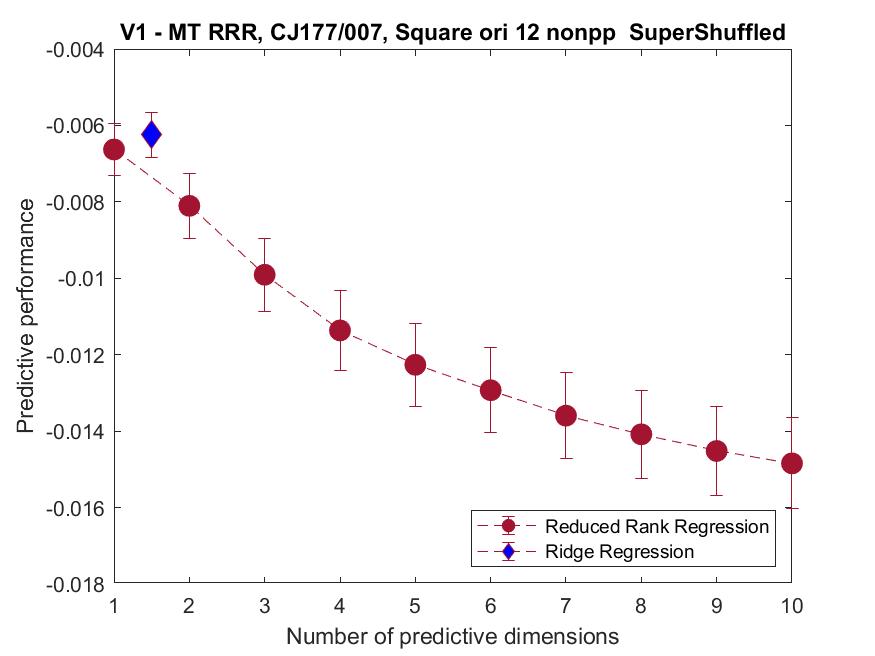 V1 - MT RRR, CJ177/007, Square ori 12 nonpp  SuperShuffled
-0.004
-0.006
-0.008
-0.01
-0.012
-0.014
-0.016
-0.018
Predictive performance
Reduced Rank Regression
Ridge Regression
1 2 3 4 5 6 7 8 9 10
Number of predictive dimensions